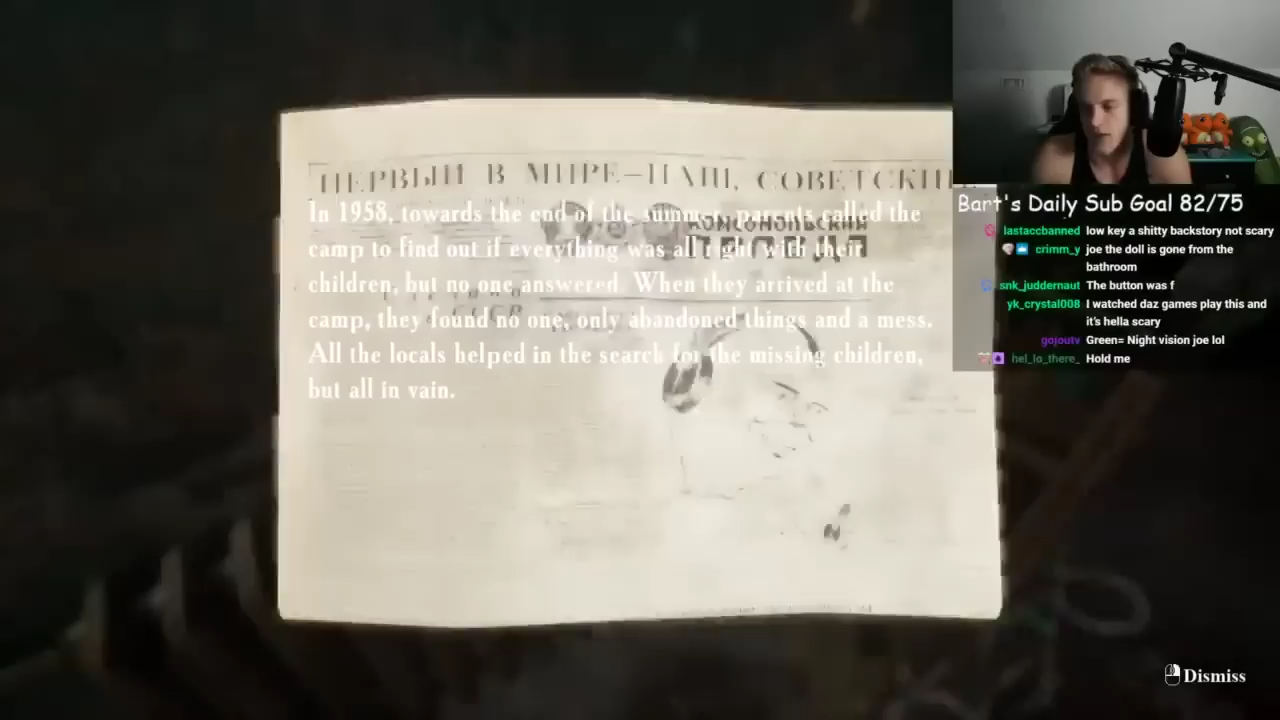 ПЕРВЫЙ В МИРЕ—НАШ, СОВЕТСКИЙ
КОМСОМОЛЬСКАЯ
ПРАВДА
In 1958, towards the end of the summer, parents called the
camp to find out if everything was all right with their
children, but no one answered. When they arrived at the
camp, they found no one, only abandoned things and a mess.
All the locals helped in the search for the missing children,
but all in vain.
Bart's Daily Sub Goal 82/75
lastaccbanned low key a shitty backstory not scary
crimm_y joe the doll is gone from the
bathroom
snk_juddernaut The button was f
yk_crystal008 I watched daz games play this and
it's hella scary
gojoutv Green= Night vision joe lol
hel_lo_there_ Hold me
Dismiss